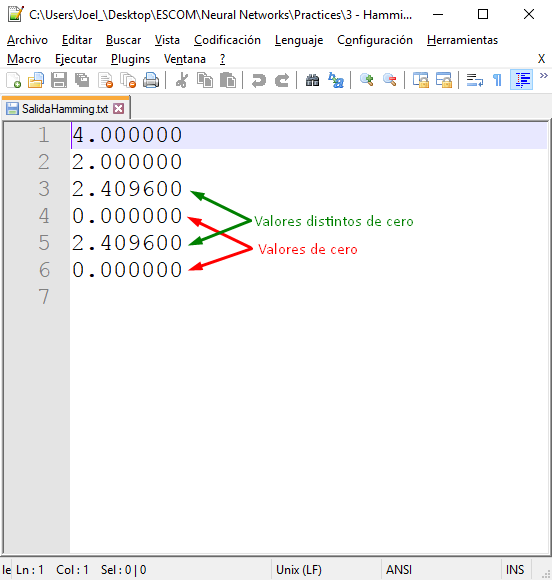 C:\Users\Joel_\Desktop\ESCOM\Neural Networks\Practices\3 - Hammi...
Archivo Editar Buscar Vista Codificación Lenguaje Configuración Herramientas
Macro Ejecutar Plugins Ventana ? X
SalidaHamming.txt
1 4.000000
2 2.000000
3 2.409600
4 0.000000
5 2.409600
6 0.000000
7
Valores distintos de cero
Valores de cero
le Ln : 1 Col : 1 Sel : 0 | 0 Unix (LF) ANSI INS